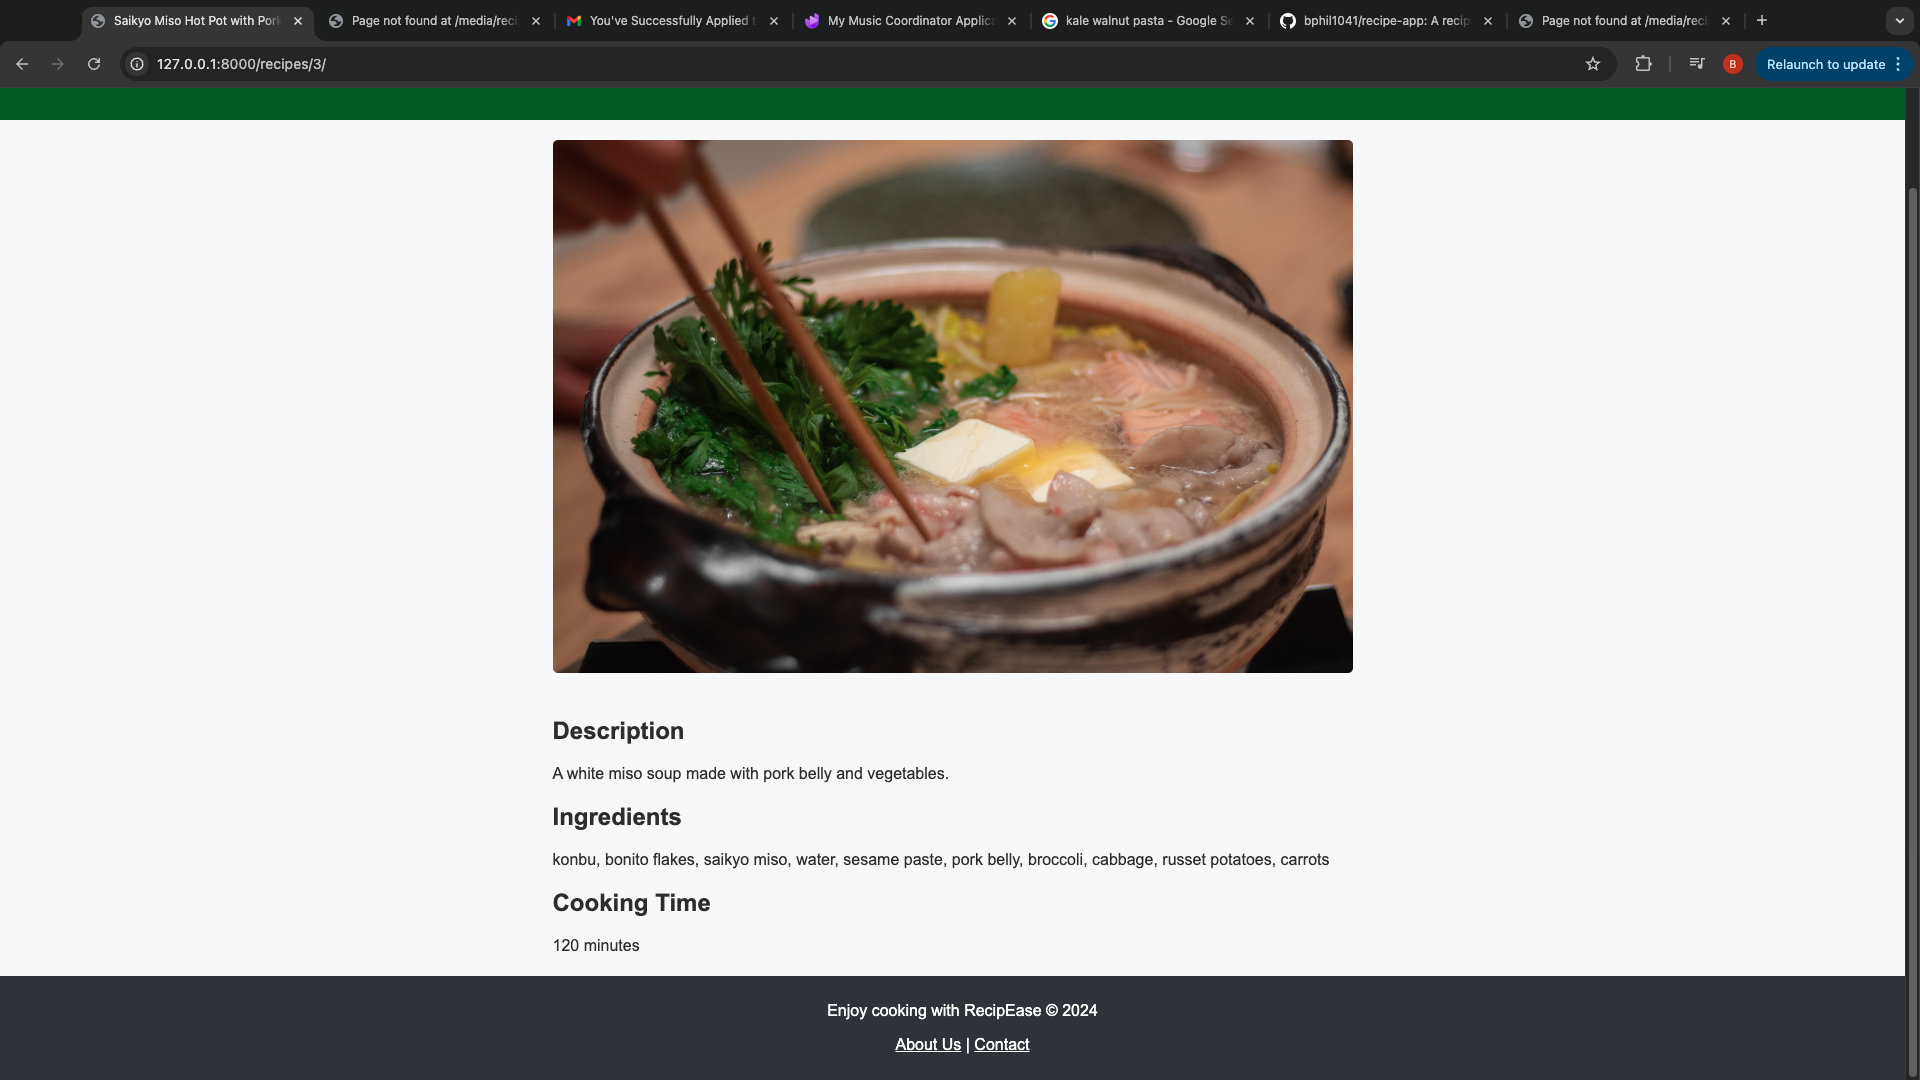 Saikyo Miso Hot Pot with Pork
Page not found at /media/reci
You've Successfully Applied t
My Music Coordinator Applica
kale walnut pasta - Google Se
bphil1041/recipe-app: A recip
Page not found at /media/reci
127.0.0.1:8000/recipes/3/
B
Relaunch to update
Description
A white miso soup made with pork belly and vegetables.
Ingredients
konbu, bonito flakes, saikyo miso, water, sesame paste, pork belly, broccoli, cabbage, russet potatoes, carrots
Cooking Time
120 minutes
Enjoy cooking with RecipEase © 2024
About Us | Contact